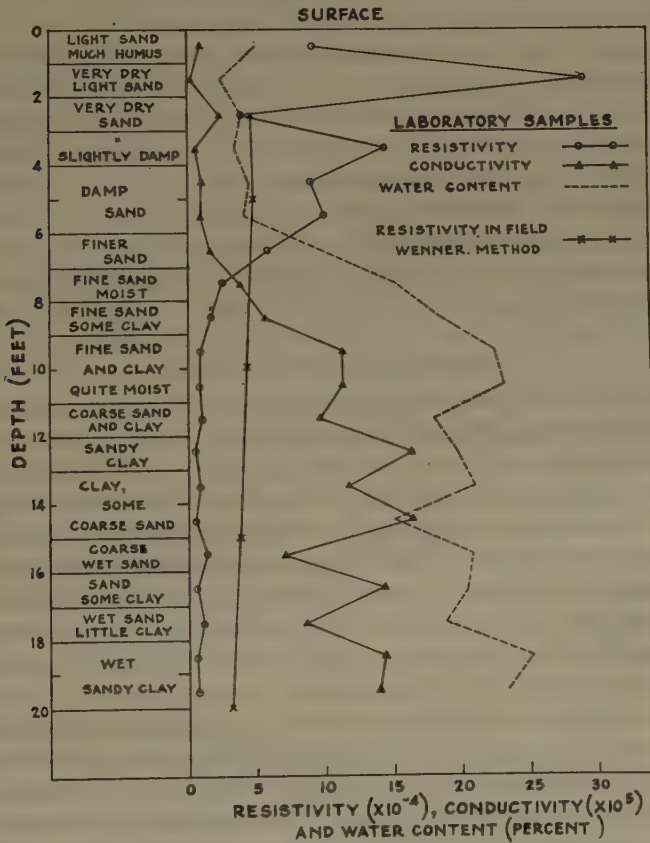 SURFACE
0
LIGHT SAND
MUCH HUMUS
VERY DRY
LIGHT SAND
2
VERY DRY
SAND
"
SLIGHTLY DAMP
4
DAMP
SAND
6
FINER
SAND
FINE SAND
MOIST
8
FINE SAND
SOME CLAY
FINE SAND
AND CLAY
10
QUITE MOIST
COARSE SAND
AND CLAY
12
SANDY
CLAY
CLAY,
SOME
14
COARSE SAND
COARSE
WET SAND
16
SAND
SOME CLAY
WET SAND
LITTLE CLAY
18
WET
SANDY CLAY
20
DEPTH (FEET)
LABORATORY SAMPLES
RESISTIVITY
CONDUCTIVITY
WATER CONTENT
RESISTIVITY IN FIELD
WENNER. METHOD
0 5 10 15 20 25 30
RESISTIVITY (X10⁻⁴), CONDUCTIVITY (X10⁵)
AND WATER CONTENT (PERCENT)